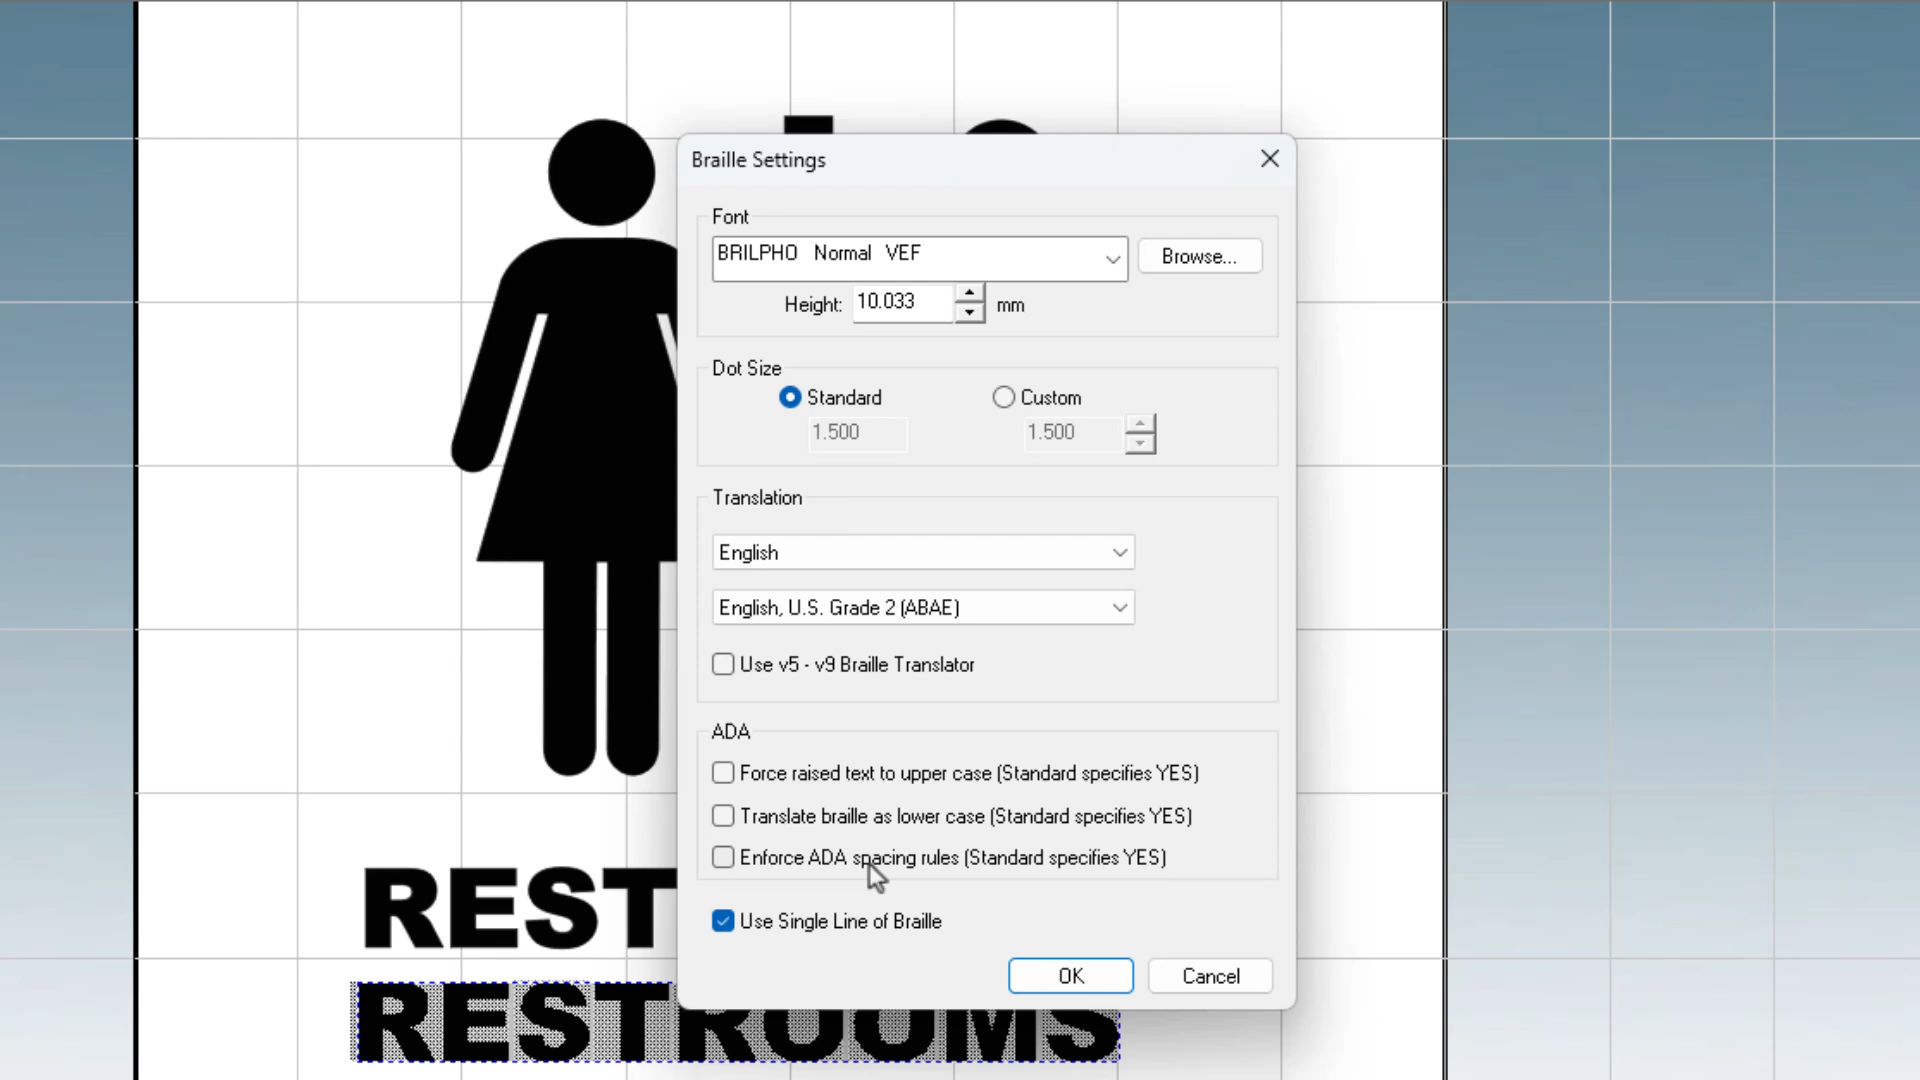 Braille Settings
Font
BRILPHO Normal VEF
Browse...
Height: 10.033 mm
Dot Size
Standard
Custom
1.500
1.500
Translation
English
English, U.S. Grade 2 (ABAE)
Use v5 - v9 Braille Translator
ADA
Force raised text to upper case (Standard specifies YES)
Translate braille as lower case (Standard specifies YES)
Enforce ADA spacing rules (Standard specifies YES)
Use Single Line of Braille
OK
Cancel
REST
RESTROOMS